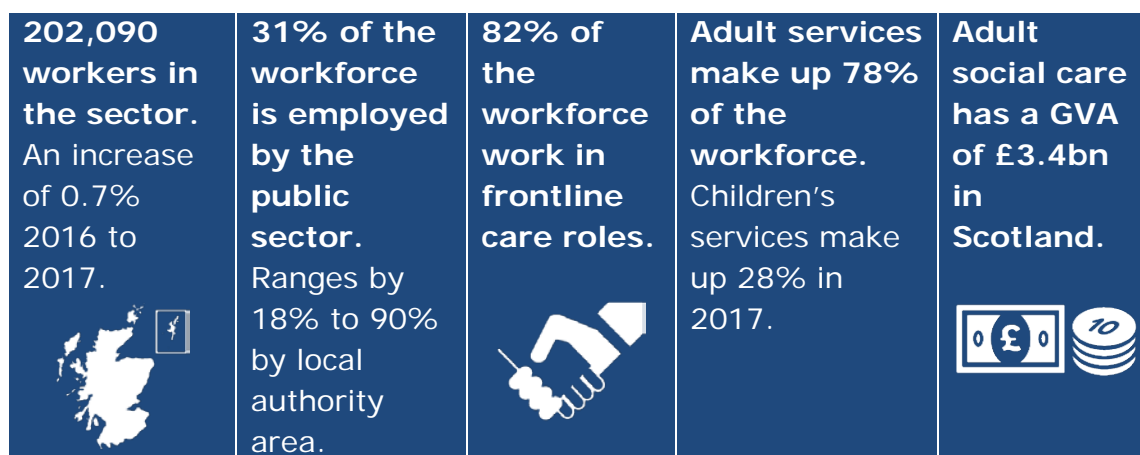 202,090
workers in
the sector.
An increase
of 0.7%
2016 to
2017.
31% of the
workforce
is employed
by the
public
sector.
Ranges by
18% to 90%
by local
authority
area.
82% of
the
workforce
work in
frontline
care roles.
Adult services
make up 78%
of the
workforce.
Children's
services make
up 28% in
2017.
Adult
social care
has a GVA
of £3.4bn
in
Scotland.
£
10